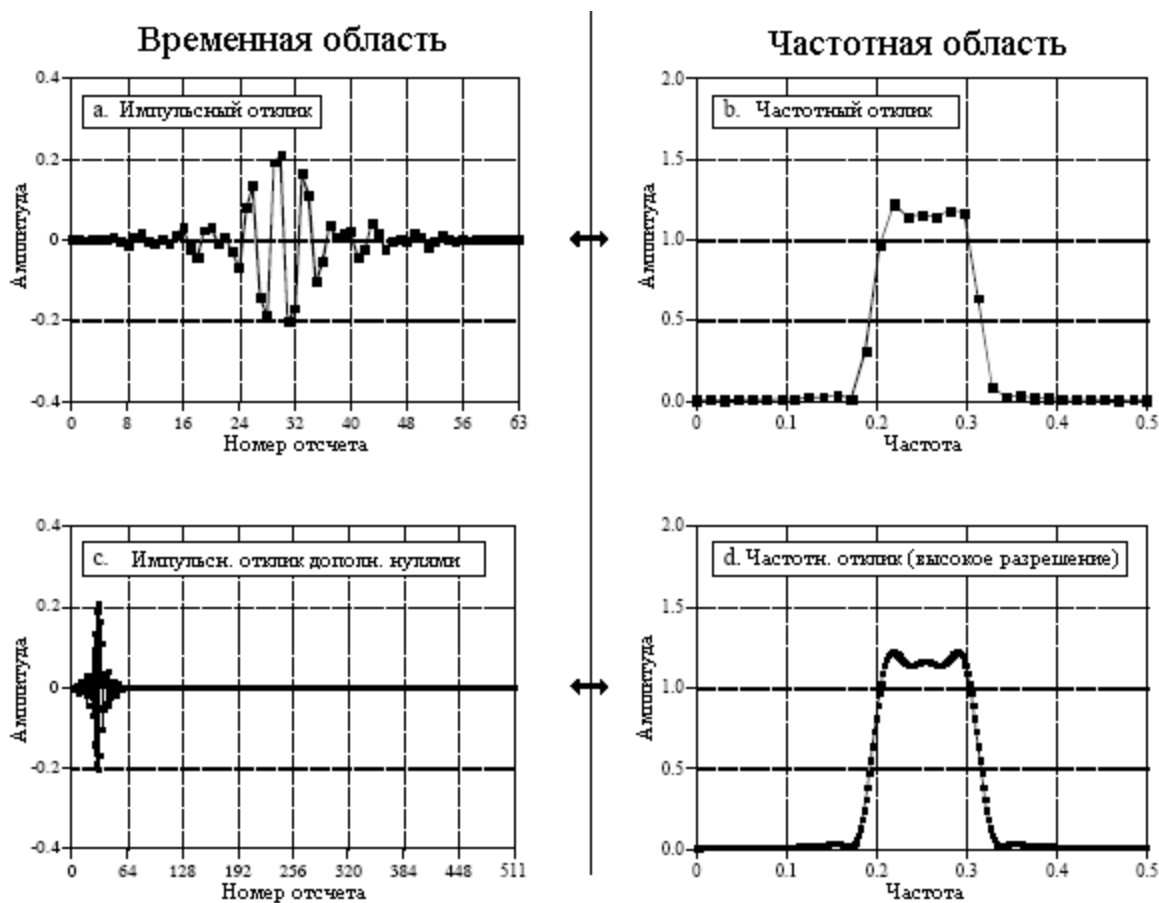 Временная область
Частотная область
a. Импульсный отклик
0.4
0.2
0
-0.2
-0.4
Амплитуда
0 8 16 24 32 40 48 56 63
Номер отсчета
b. Частотный отклик
2.0
1.5
1.0
0.5
0.0
Амплитуда
0 0.1 0.2 0.3 0.4 0.5
Частота
c. Импульсн. отклик дополн. нулями
0.4
0.2
0
-0.2
-0.4
Амплитуда
0 64 128 192 256 320 384 448 511
Номер отсчета
d. Частотн. отклик (высокое разрешение)
2.0
1.5
1.0
0.5
0.0
Амплитуда
0 0.1 0.2 0.3 0.4 0.5
Частота